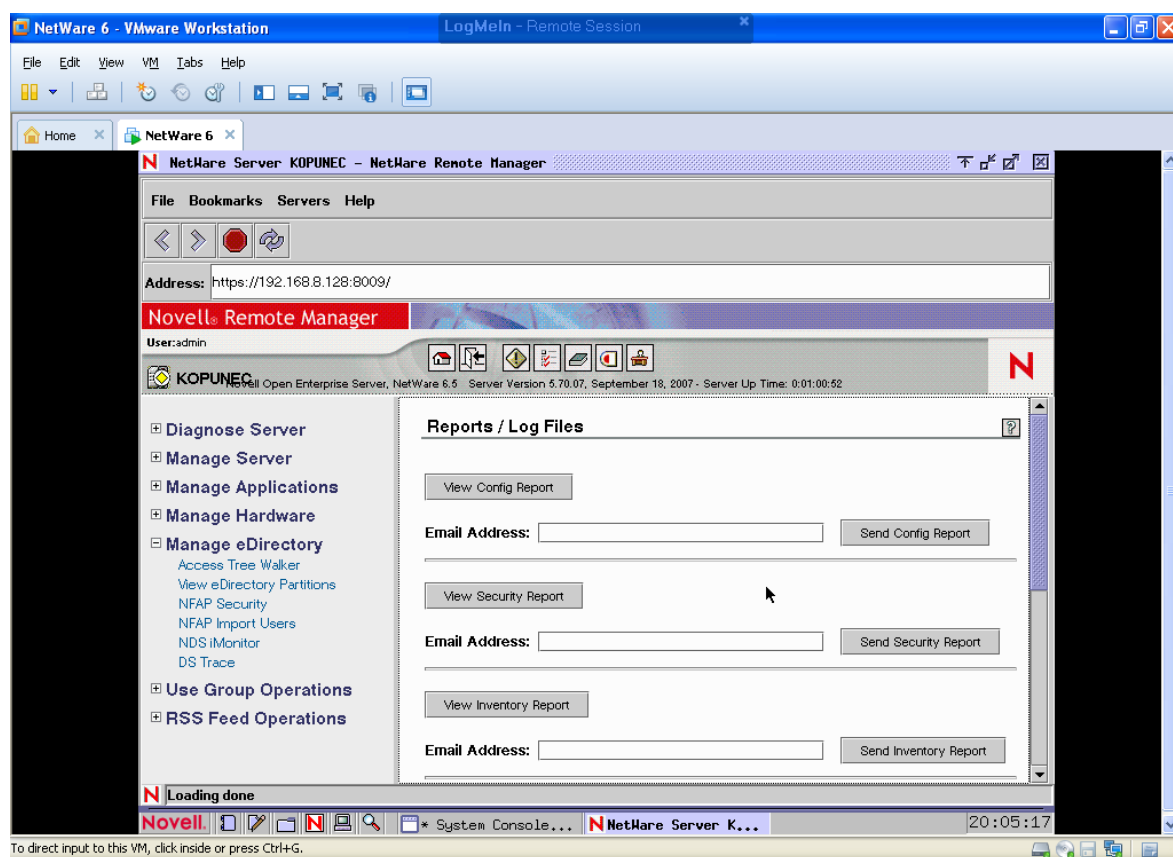 NetWare 6 - VMware Workstation
LogMeIn - Remote Session
File Edit View VM Tabs Help
Home
NetWare 6
NetWare Server KOPUNEC - NetWare Remote Manager
File Bookmarks Servers Help
Address: https://192.168.8.128:8009/
Novell® Remote Manager
User:admin
KOPUNEC
Novell Open Enterprise Server, NetWare 6.5 Server Version 5.70.07, September 18, 2007 - Server Up Time: 0:01:00:52
N
Diagnose Server
Manage Server
Manage Applications
Manage Hardware
Manage eDirectory
Access Tree Walker
View eDirectory Partitions
NFAP Security
NFAP Import Users
NDS iMonitor
DS Trace
Use Group Operations
RSS Feed Operations
Reports / Log Files
?
View Config Report
Email Address:
Send Config Report
View Security Report
Email Address:
Send Security Report
View Inventory Report
Email Address:
Send Inventory Report
Loading done
Novell. N
* System Console...
NetWare Server K...
20:05:17
To direct input to this VM, click inside or press Ctrl+G.